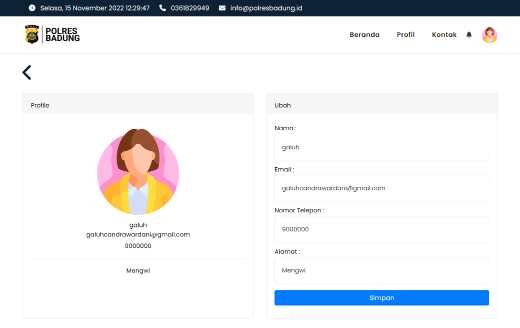 Selasa, 15 November 2022 12:29:47 0361829949 info@polresbadung.id
POLRES
BADUNG
Beranda Profil Kontak
Profile
galuh
galuhcandrawardani@gmail.com
9000000
Mengwi
Ubah
Nama :
galuh
Email :
galuhcandrawardani@gmail.com
Nomor Telepon :
9000000
Alamat :
Mengwi
Simpan